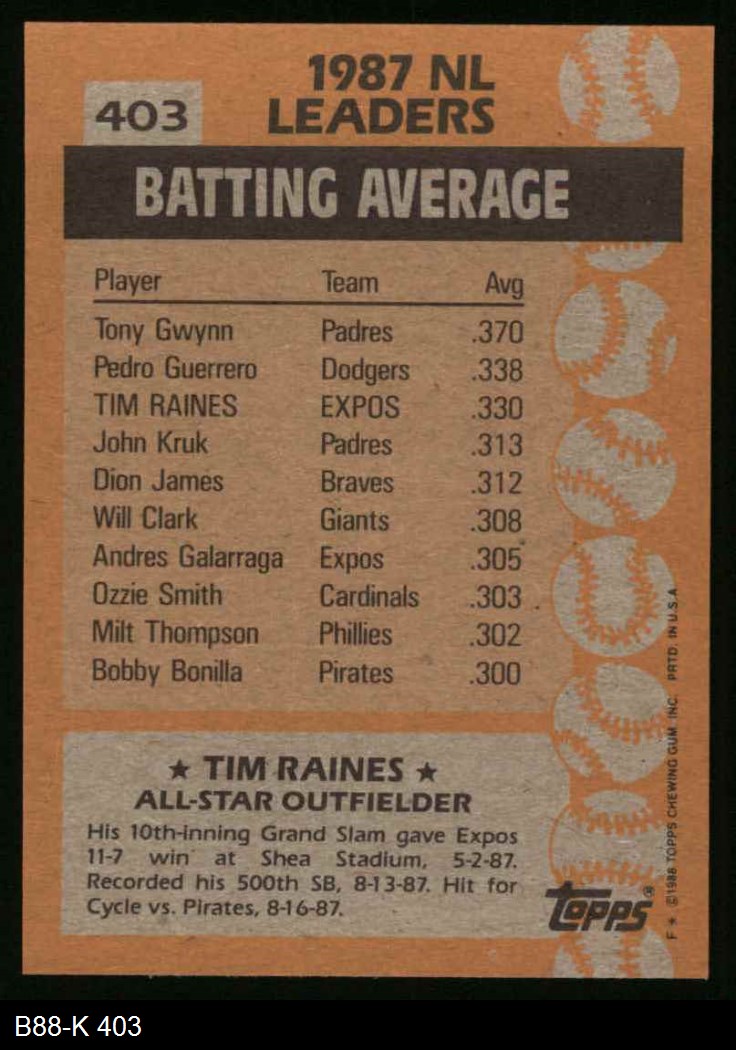 1987 NL
LEADERS
403
BATTING AVERAGE
Player Team Avg
Tony Gwynn Padres .370
Pedro Guerrero Dodgers .338
TIM RAINES EXPOS .330
John Kruk Padres .313
Dion James Braves .312
Will Clark Giants .308
Andres Galarraga Expos .305
Ozzie Smith Cardinals .303
Milt Thompson Phillies .302
Bobby Bonilla Pirates .300
★ TIM RAINES ★
ALL-STAR OUTFIELDER
His 10th-inning Grand Slam gave Expos
11-7 win at Shea Stadium, 5-2-87.
Recorded his 500th SB, 8-13-87. Hit for
Cycle vs. Pirates, 8-16-87.
TOPPS®
F ★ ©1988 TOPPS CHEWING GUM, INC. PRTD. IN U.S.A.
B88-K 403